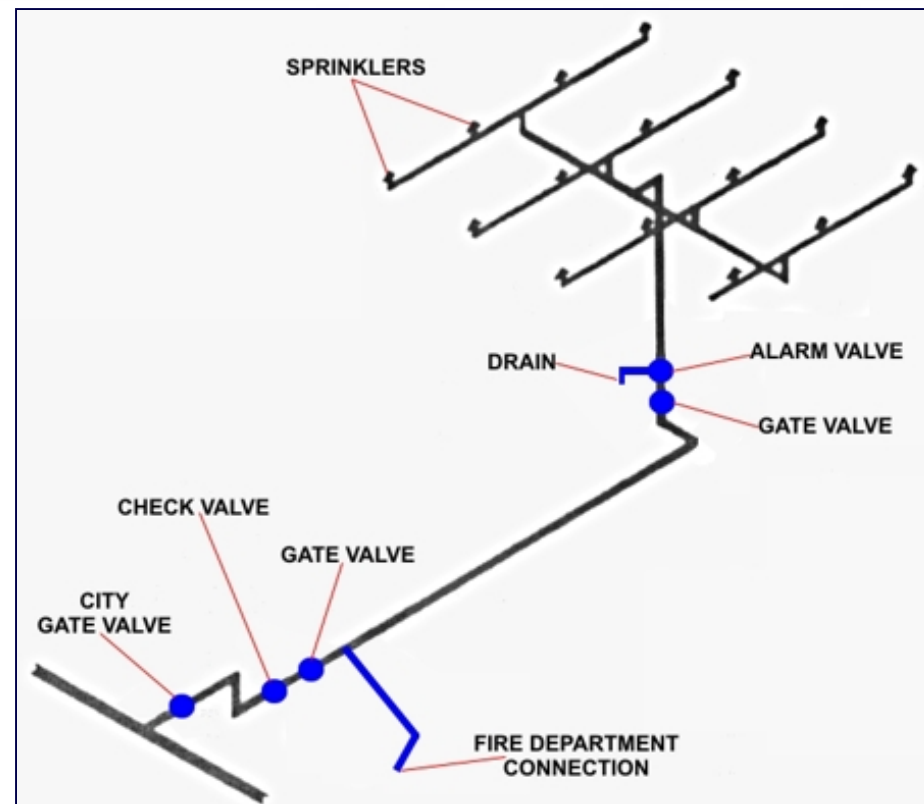 SPRINKLERS
DRAIN
ALARM VALVE
GATE VALVE
CHECK VALVE
GATE VALVE
CITY
GATE VALVE
FIRE DEPARTMENT
CONNECTION